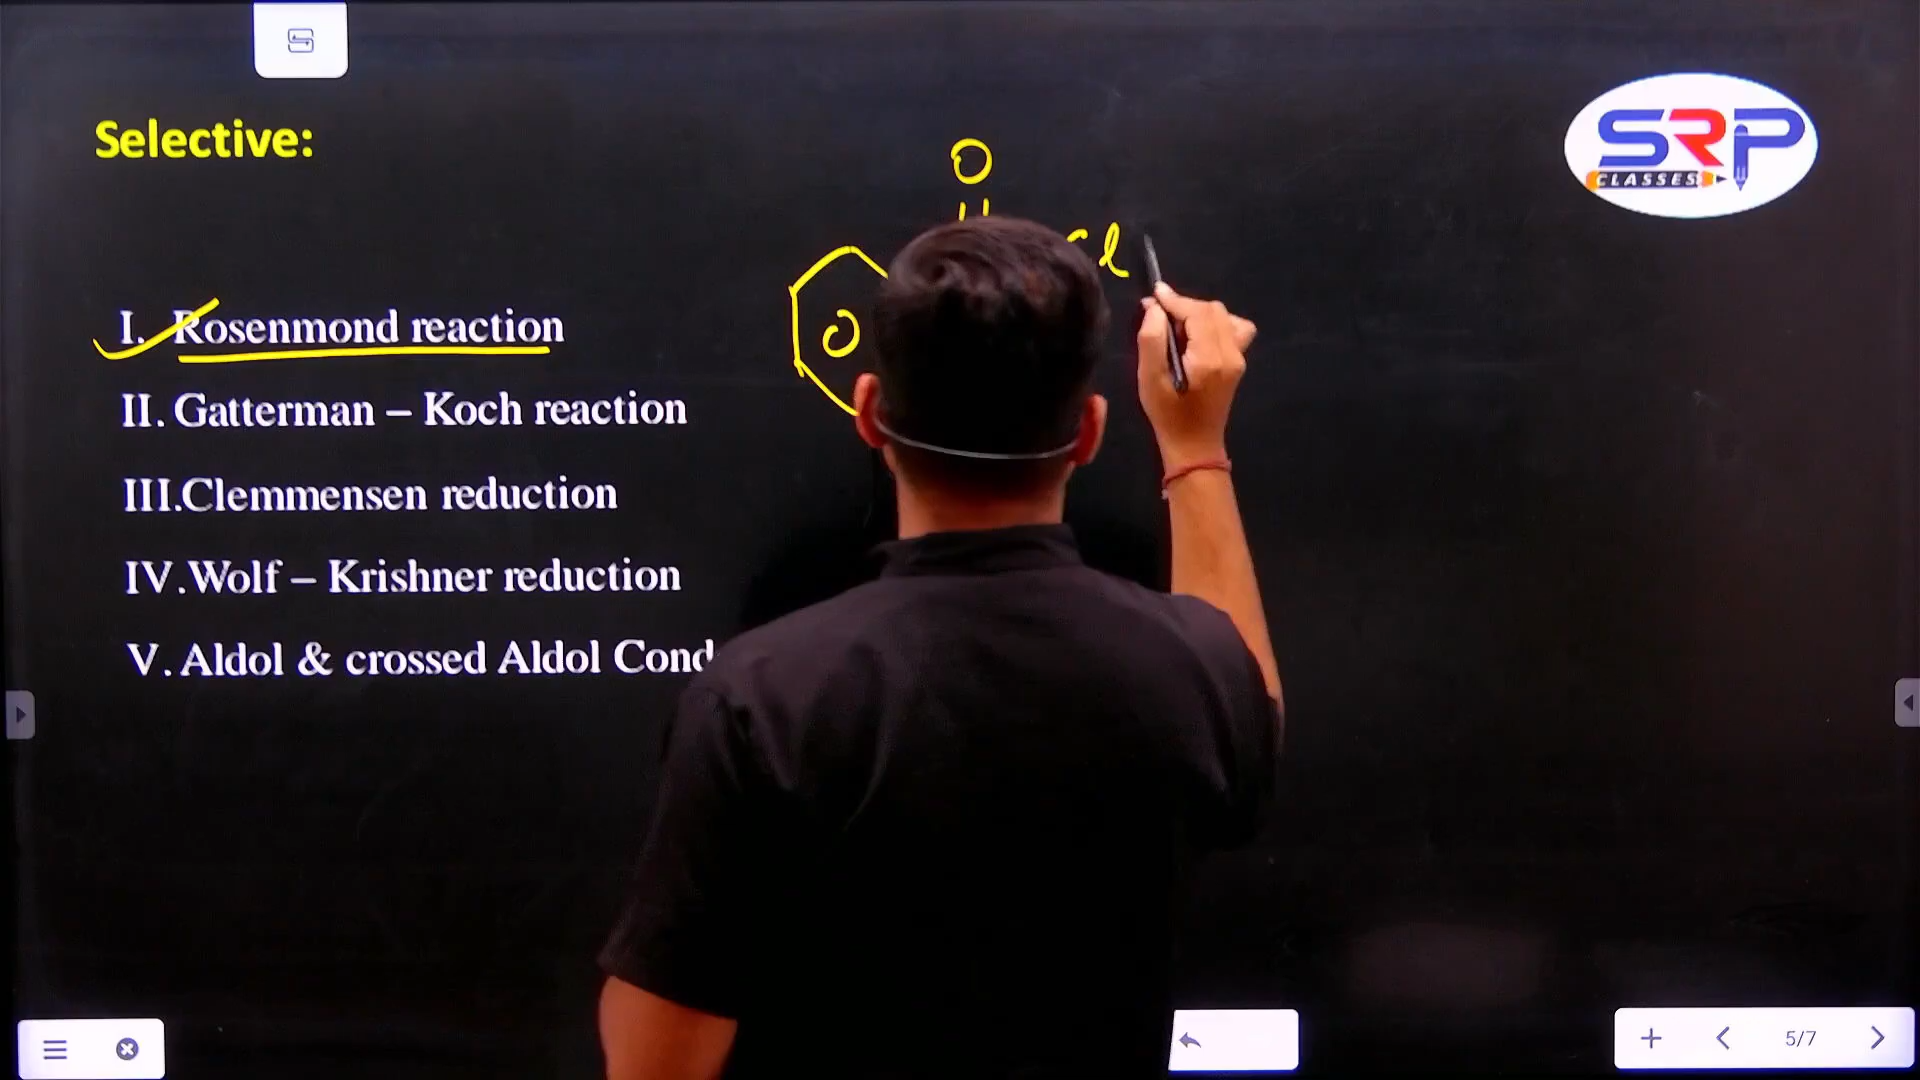 Selective:
SRP
CLASSES
O
Cl
I. Rosenmond reaction
II. Gatterman – Koch reaction
III.Clemmensen reduction
IV.Wolf – Krishner reduction
V. Aldol & crossed Aldol Cond
5/7